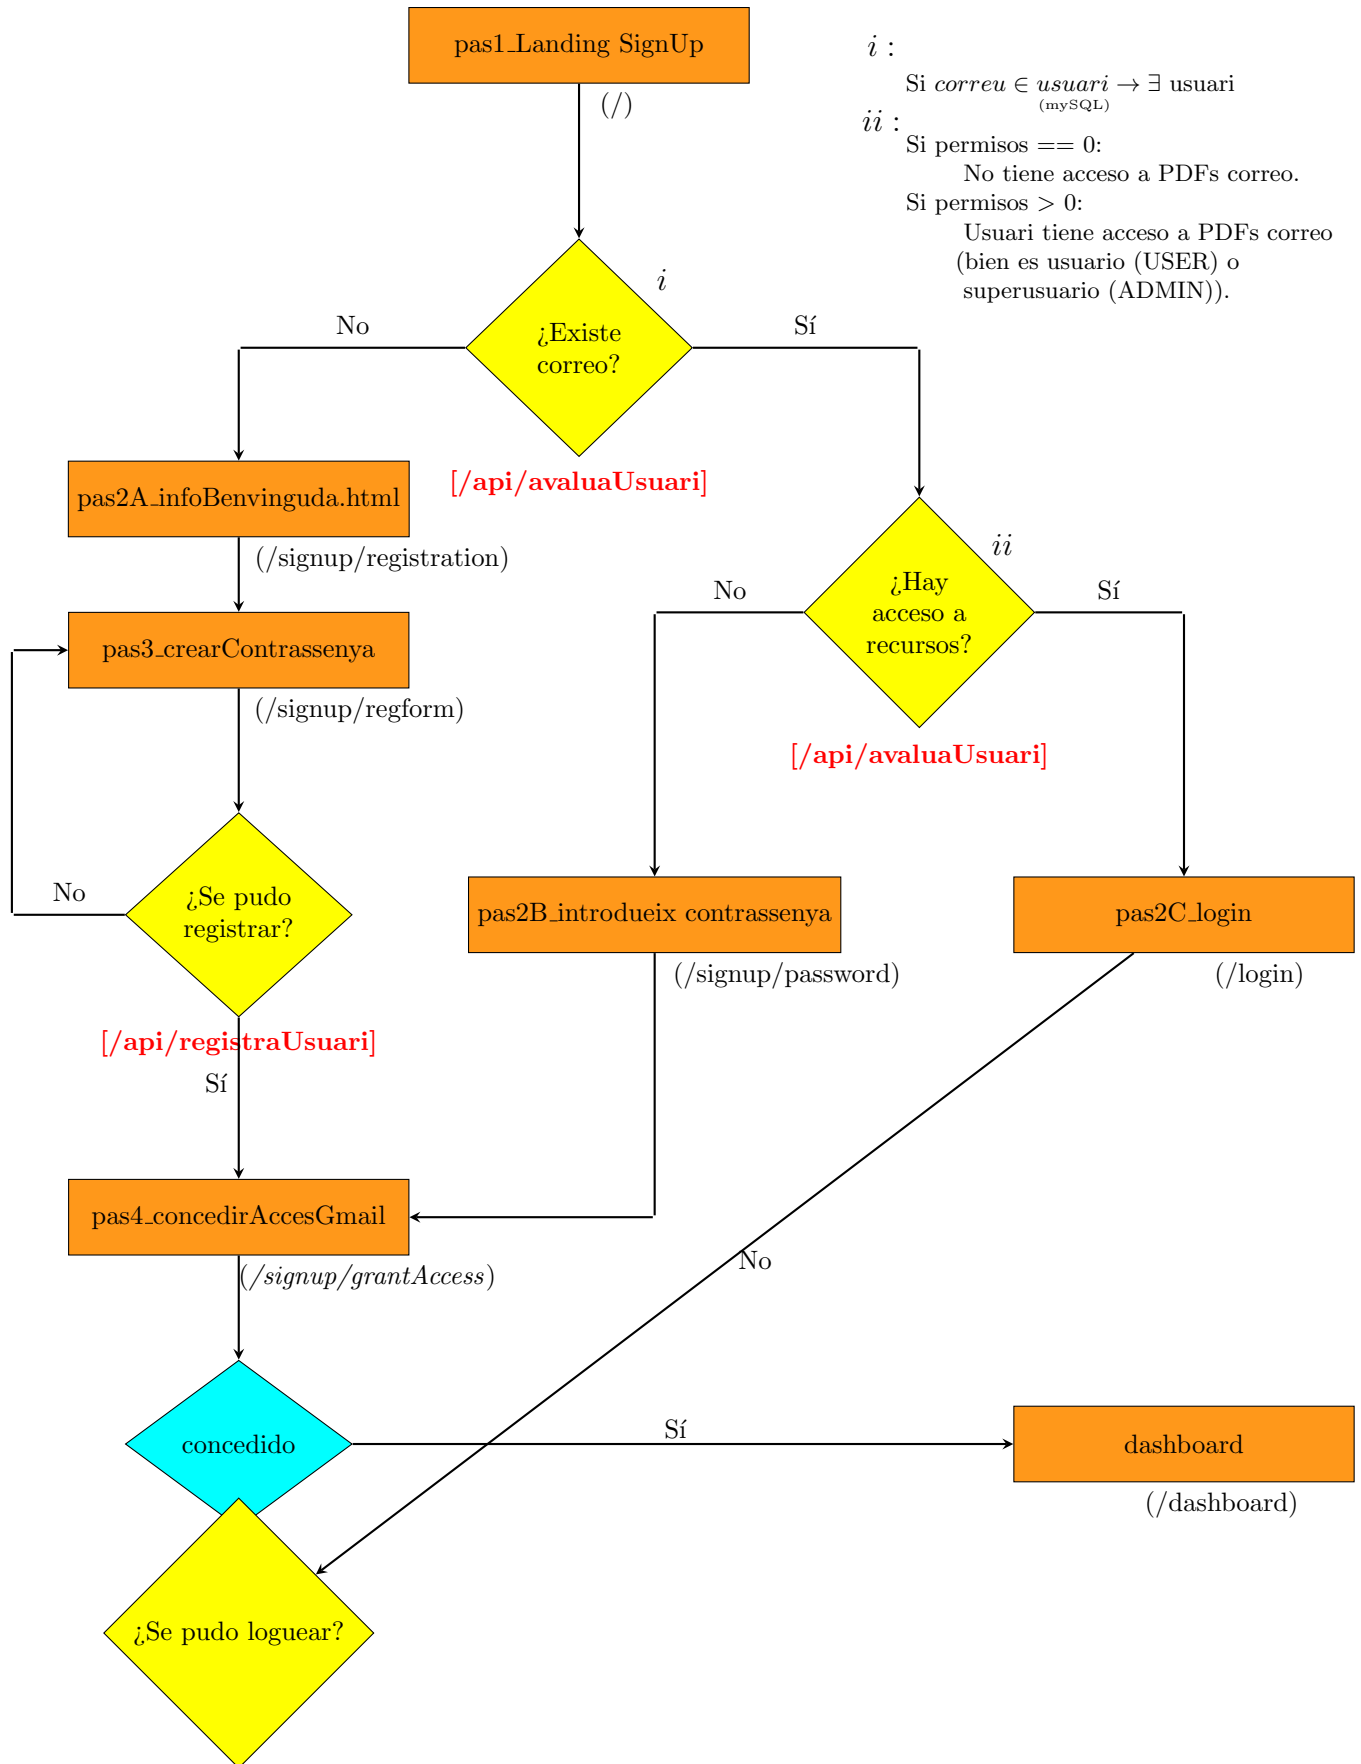 pas1_Landing SignUp
(/)
i :
Si correu ∈ usuari → ∃ usuari
(mySQL)
ii :
Si permisos == 0:
No tiene acceso a PDFs correo.
Si permisos > 0:
Usuari tiene acceso a PDFs correo
(bien es usuario (USER) o
superusuario (ADMIN)).
i
No
¿Existe
correo?
Sí
[/api/avaluaUsuari]
pas2A_infoBenvinguda.html
(/signup/registration)
ii
No
¿Hay
acceso a
recursos?
Sí
[/api/avaluaUsuari]
pas3_crearContrassenya
(/signup/regform)
No
¿Se pudo
registrar?
[/api/registraUsuari]
Sí
pas2B_introdueix contrassenya
(/signup/password)
pas2C_login
(/login)
pas4_concedirAccesGmail
(/signup/grantAccess)
No
concedido
Sí
dashboard
(/dashboard)
¿Se pudo loguear?